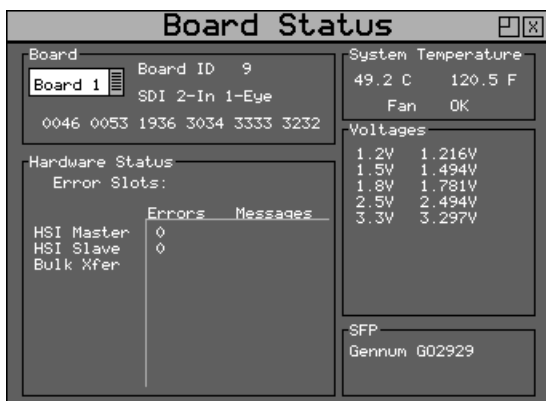 Board Status
Board
Board 1
Board ID 9
SDI 2-In 1-Eye
0046 0053 1936 3034 3333 3232
Hardware Status
Error Slots:
Errors Messages
HSI Master 0
HSI Slave 0
Bulk Xfer
System Temperature
49.2 C 120.5 F
Fan OK
Voltages
1.2V 1.216V
1.5V 1.494V
1.8V 1.781V
2.5V 2.494V
3.3V 3.297V
SFP
Gennum GO2929